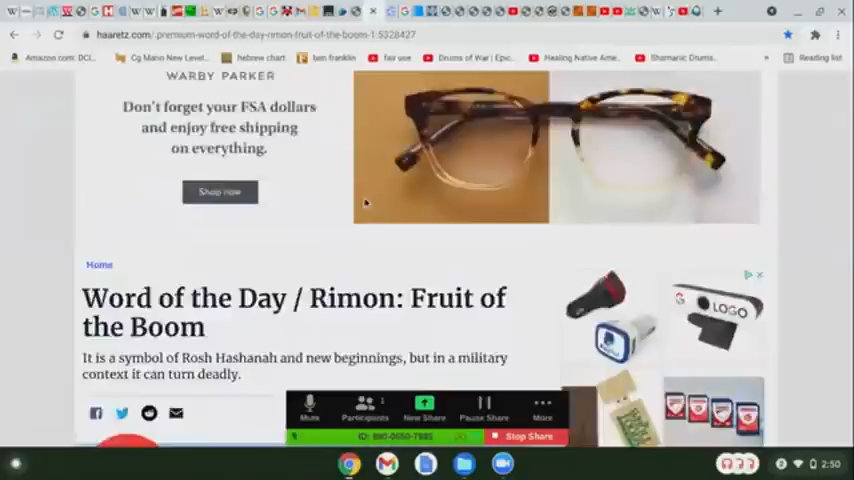 haaretz.com/premium-word-of-the-day-rimon-fruit-of-the-boom-1.5328427
Amazon.com: DCI...
Cg Mario New Level...
hebrew chart
ben franklin
fair use
Drums of War | Epic...
Healing Native Ame...
Shamanic Drums...
»
Reading list
WARBY PARKER
Don't forget your FSA dollars
and enjoy free shipping
on everything.
Shop now
Home
Word of the Day / Rimon: Fruit of
the Boom
It is a symbol of Rosh Hashanah and new beginnings, but in a military
context it can turn deadly.
LOGO
PayPal
Mute
Participants
1
New Share
Pause Share
More
Stop Share
2:50